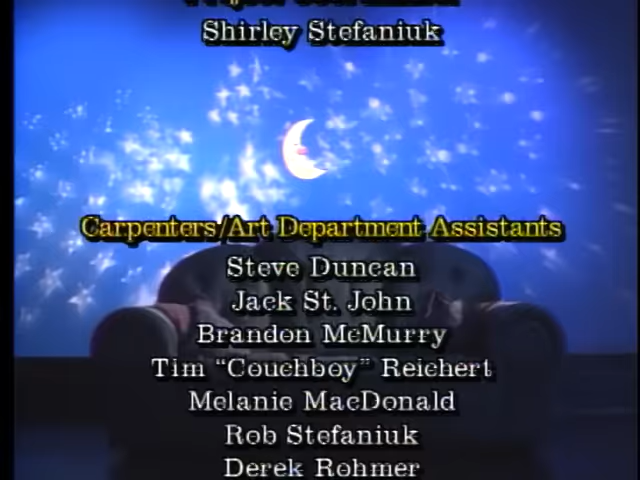 Shirley Stefaniuk
Carpenters/Art Department Assistants
Steve Duncan
Jack St. John
Brandon McMurry
Tim “Couchboy” Reichert
Melanie MacDonald
Rob Stefaniuk
Derek Rohmer